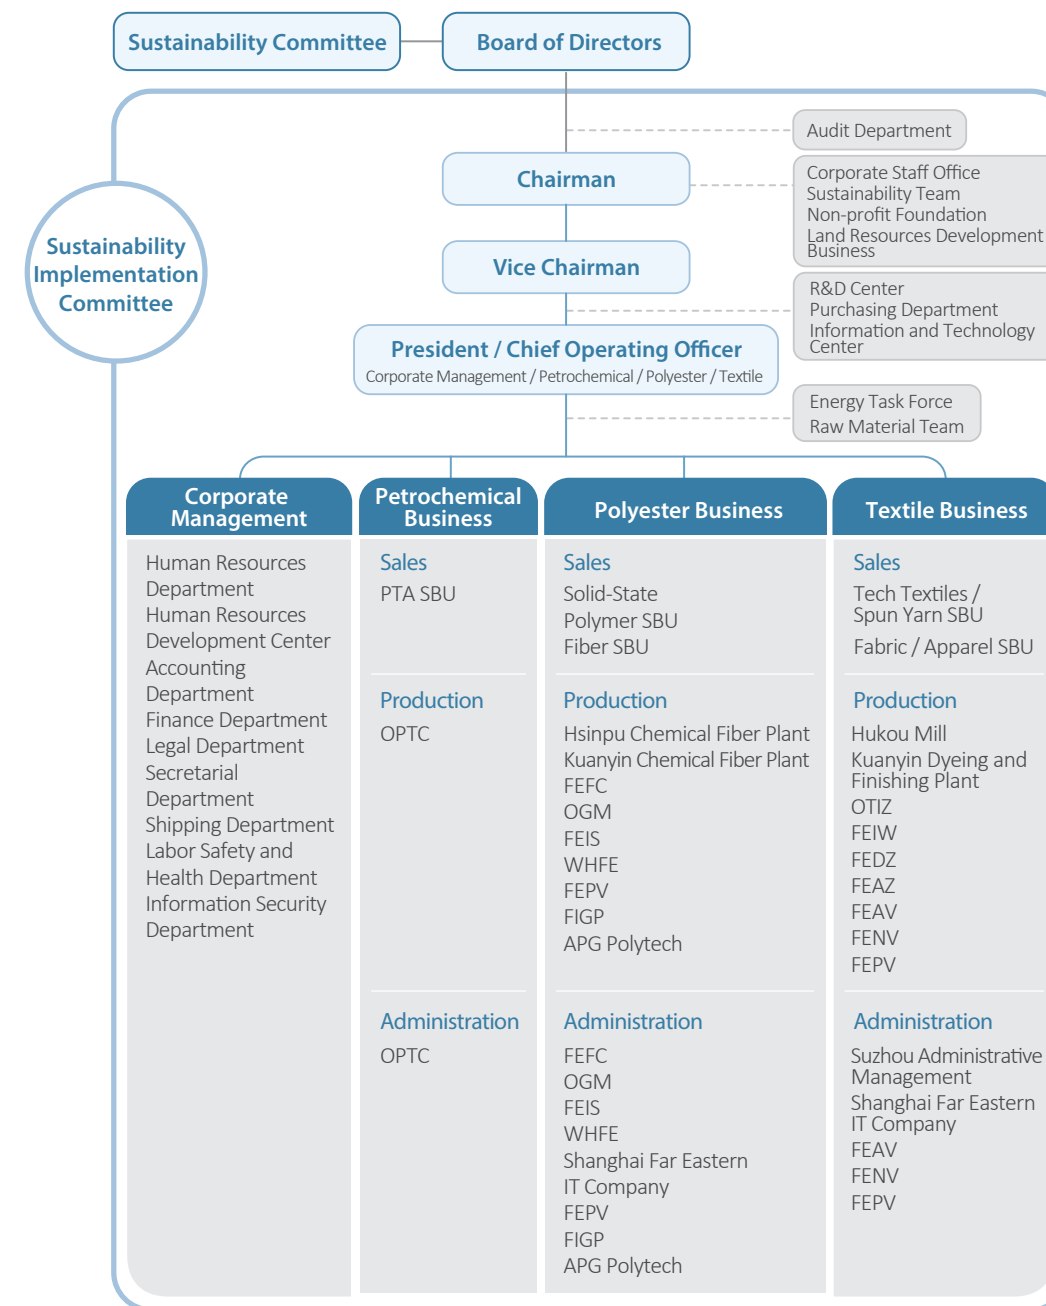 Sustainability Committee
Board of Directors
Audit Department
Chairman
Corporate Staff Office
Sustainability Team
Non-profit Foundation
Land Resources Development
Business
Sustainability
Implementation
Committee
Vice Chairman
R&D Center
Purchasing Department
Information and Technology
Center
President / Chief Operating Officer
Corporate Management / Petrochemical / Polyester / Textile
Energy Task Force
Raw Material Team
Corporate
Management
Human Resources
Department
Human Resources
Development Center
Accounting
Department
Finance Department
Legal Department
Secretarial
Department
Shipping Department
Labor Safety and
Health Department
Information Security
Department
Petrochemical
Business
Sales
PTA SBU
Production
OPTC
Administration
OPTC
Polyester Business
Sales
Solid-State
Polymer SBU
Fiber SBU
Production
Hsinpu Chemical Fiber Plant
Kuanyin Chemical Fiber Plant
FEFC
OGM
FEIS
WHFE
FEPV
FIGP
APG Polytech
Administration
FEFC
OGM
FEIS
WHFE
Shanghai Far Eastern
IT Company
FEPV
FIGP
APG Polytech
Textile Business
Sales
Tech Textiles /
Spun Yarn SBU
Fabric / Apparel SBU
Production
Hukou Mill
Kuanyin Dyeing and
Finishing Plant
OTIZ
FEIW
FEDZ
FEAZ
FEAV
FENV
FEPV
Administration
Suzhou Administrative
Management
Shanghai Far Eastern
IT Company
FEAV
FENV
FEPV